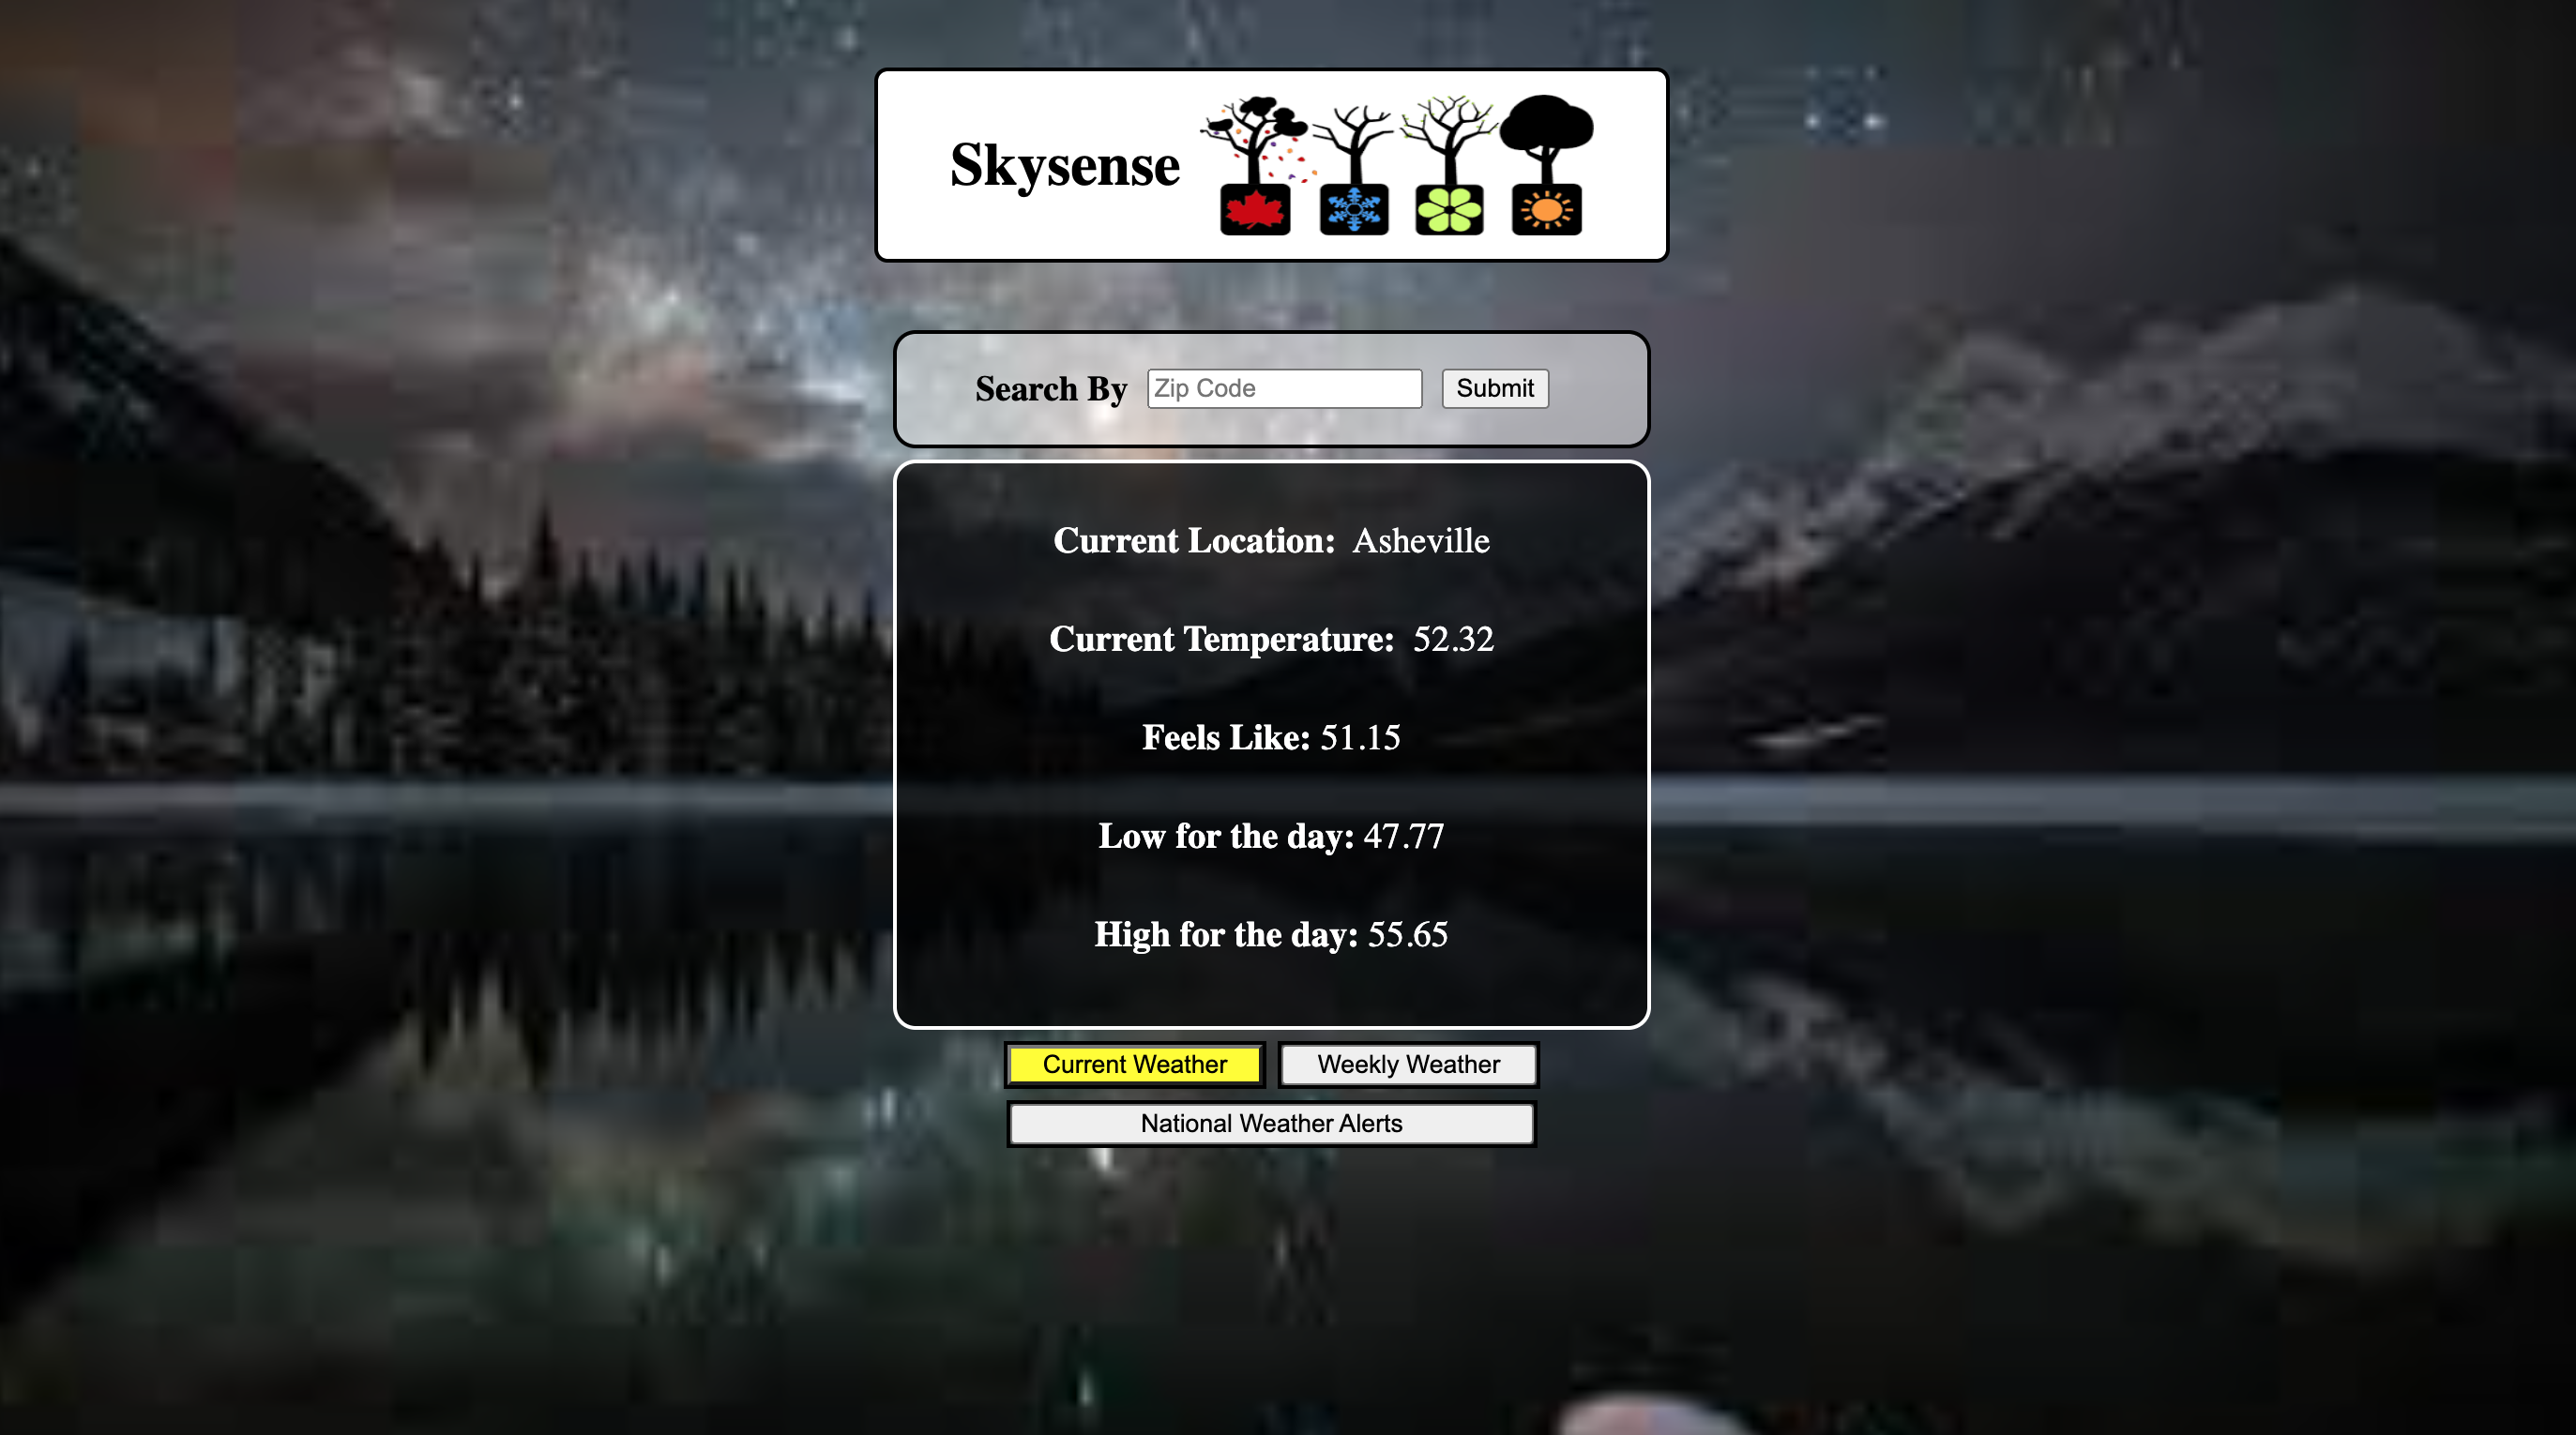 Skysense
Search By Zip Code Submit
Current Location: Asheville
Current Temperature: 52.32
Feels Like: 51.15
Low for the day: 47.77
High for the day: 55.65
Current Weather Weekly Weather
National Weather Alerts